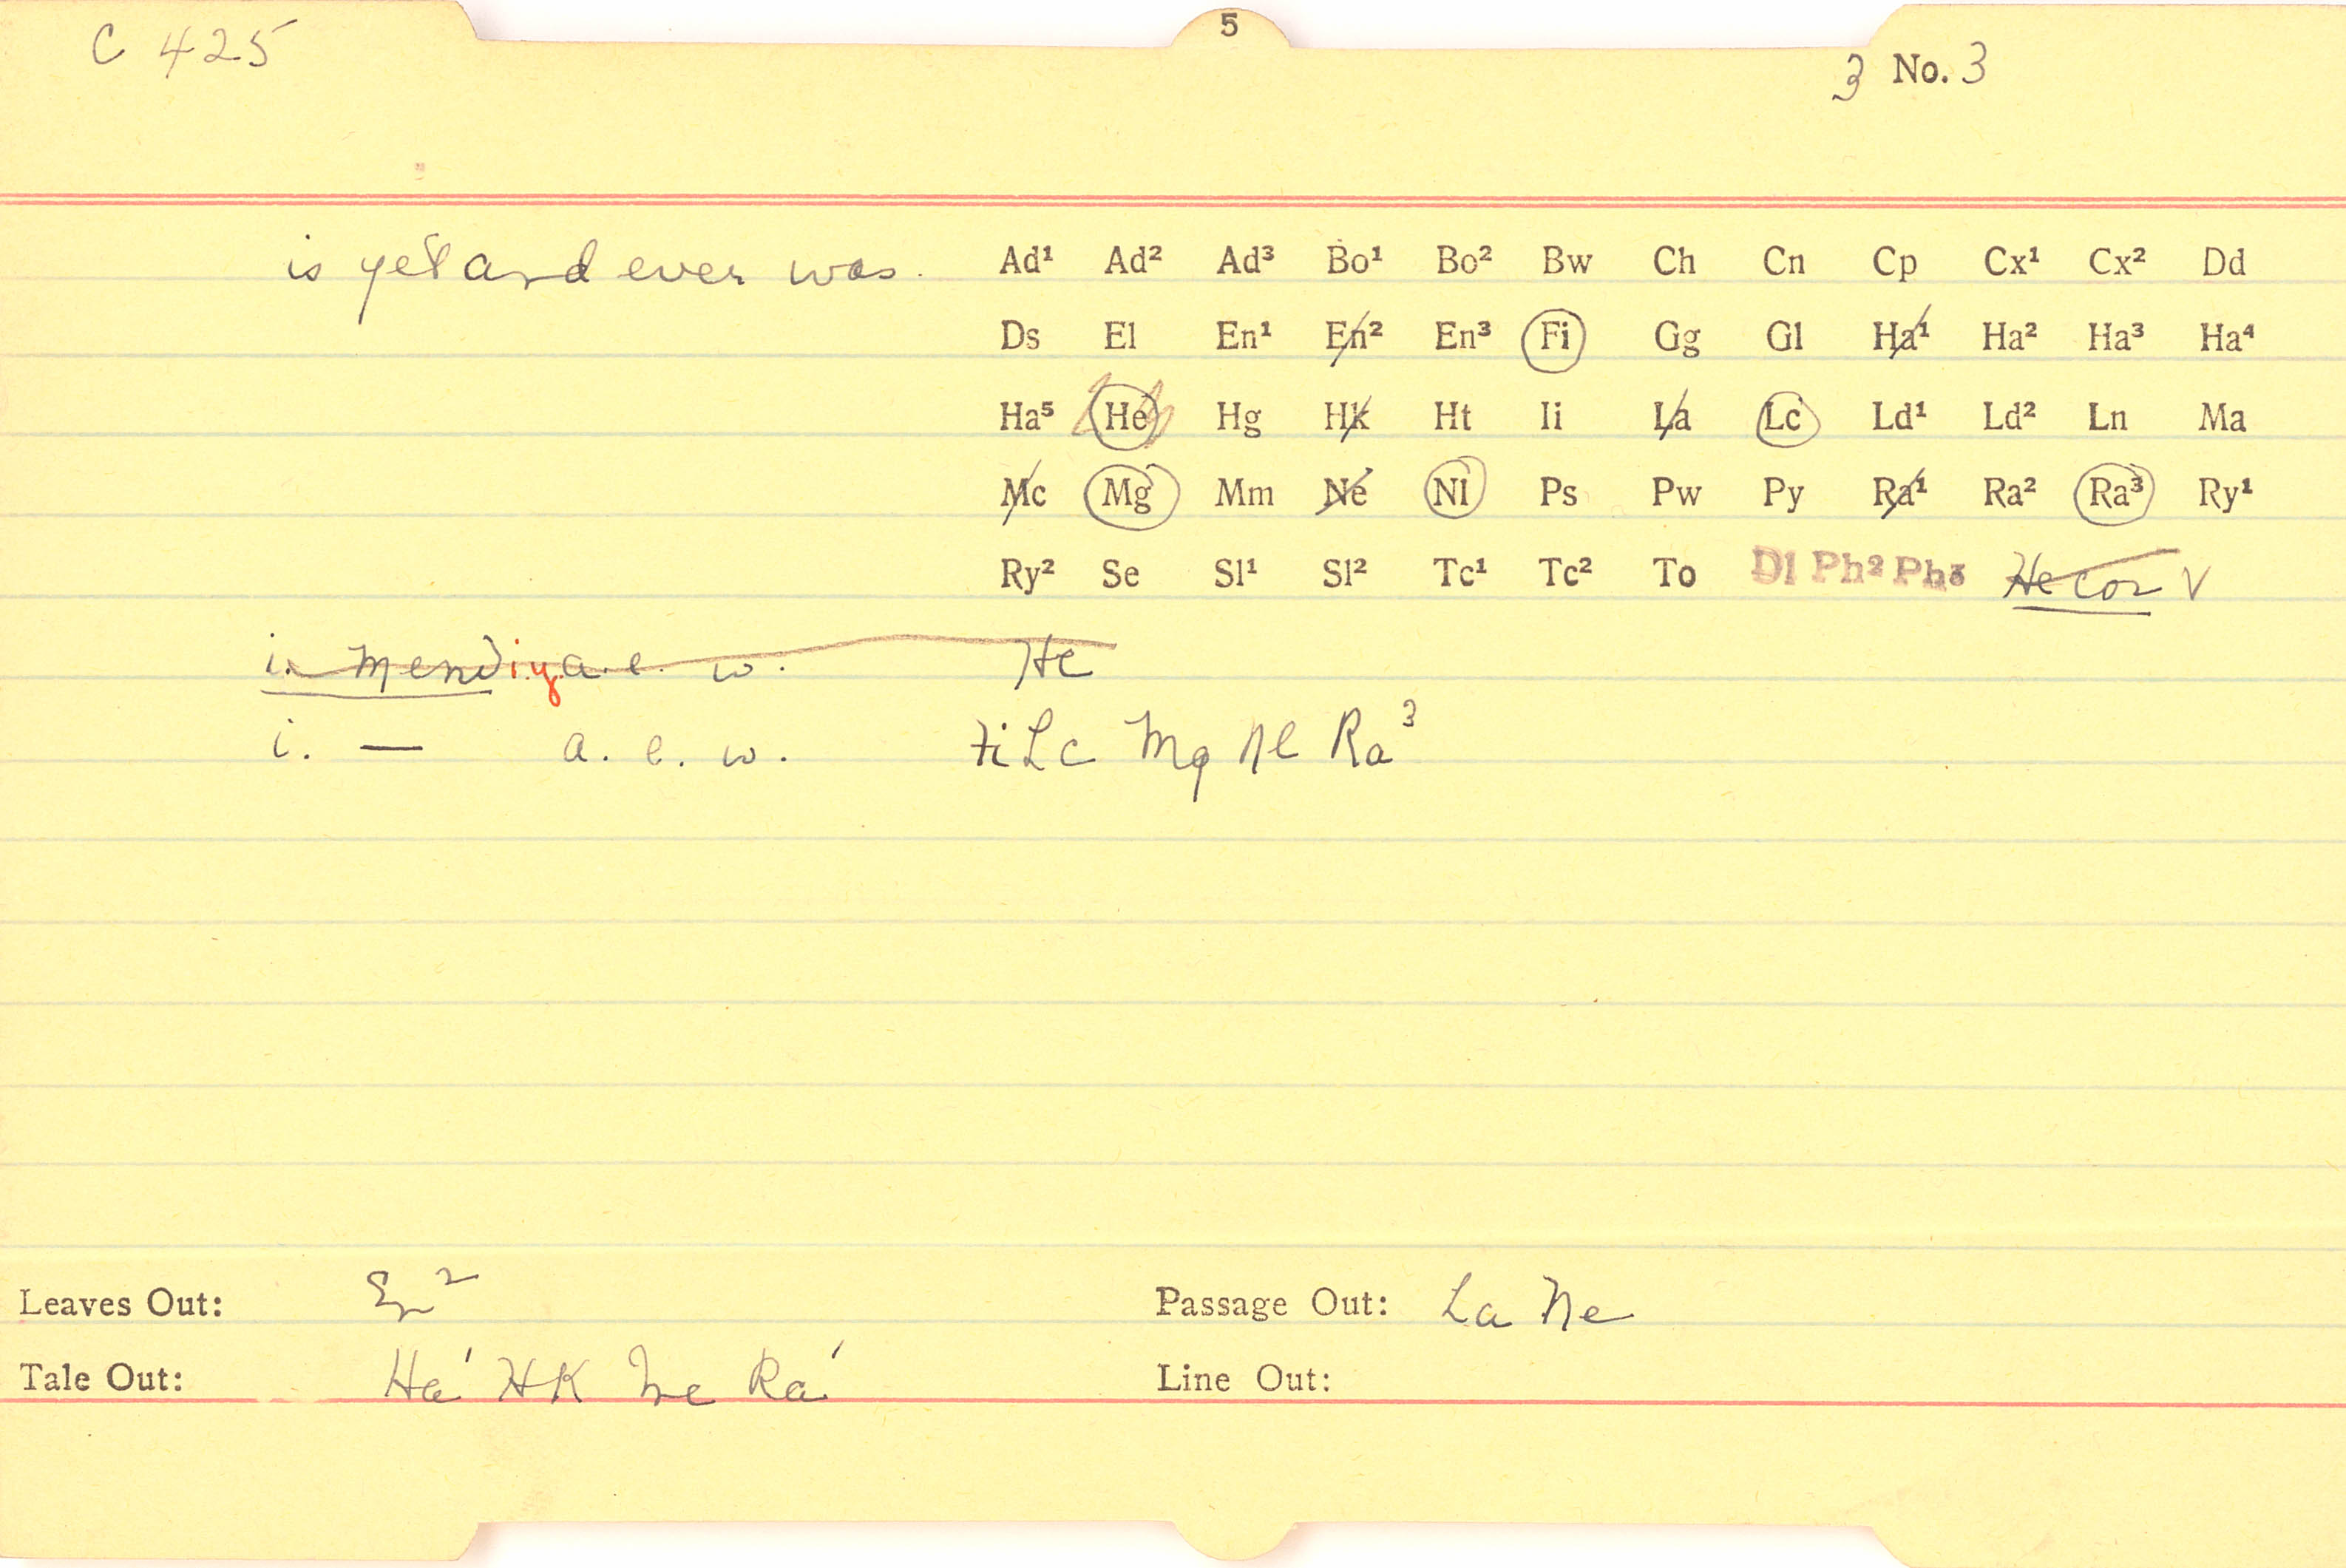 C 425
5
3 No. 3
is yet and ever was.
Ad¹ Ad² Ad³ Bo¹ Bo² Bw Ch Cn Cp Cx¹ Cx² Dd
Ds El En¹ En² En³ Fi Gg Gl Ha¹ Ha² Ha³ Ha⁴
Ha⁵ He Hg Hk Ht Ii La Lc Ld¹ Ld² Ln Ma
Mc Mg Mm Ne Nl Ps Pw Py Ra¹ Ra² Ra³ Ry¹
Ry² Se Sl¹ Sl² Tc¹ Tc² To Dl Ph² Ph³ He cor V
i. i.y. a. e. w. He
i. — a. e. w. Fi Lc Mg Nl Ra³
Leaves Out: En²
Passage Out: La Ne
Tale Out: Ha¹ HK Mc Ra¹
Line Out: